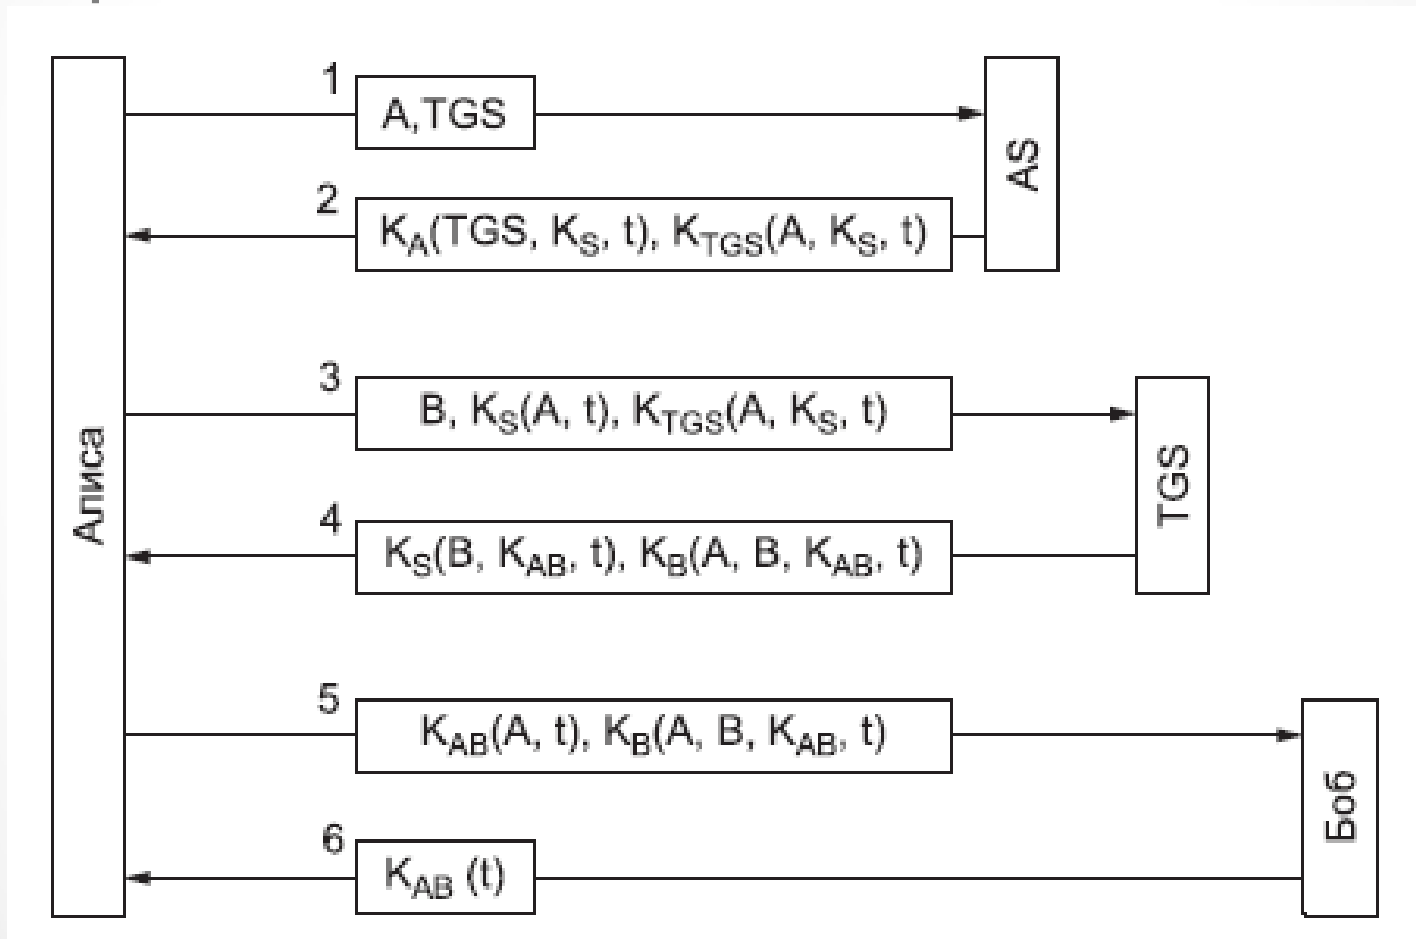 1
A,TGS
AS
2
K_A(TGS, K_S, t), K_TGS(A, K_S, t)
3
B, K_S(A, t), K_TGS(A, K_S, t)
TGS
Алиса
4
K_S(B, K_AB, t), K_B(A, B, K_AB, t)
5
K_AB(A, t), K_B(A, B, K_AB, t)
Боб
6
K_AB (t)